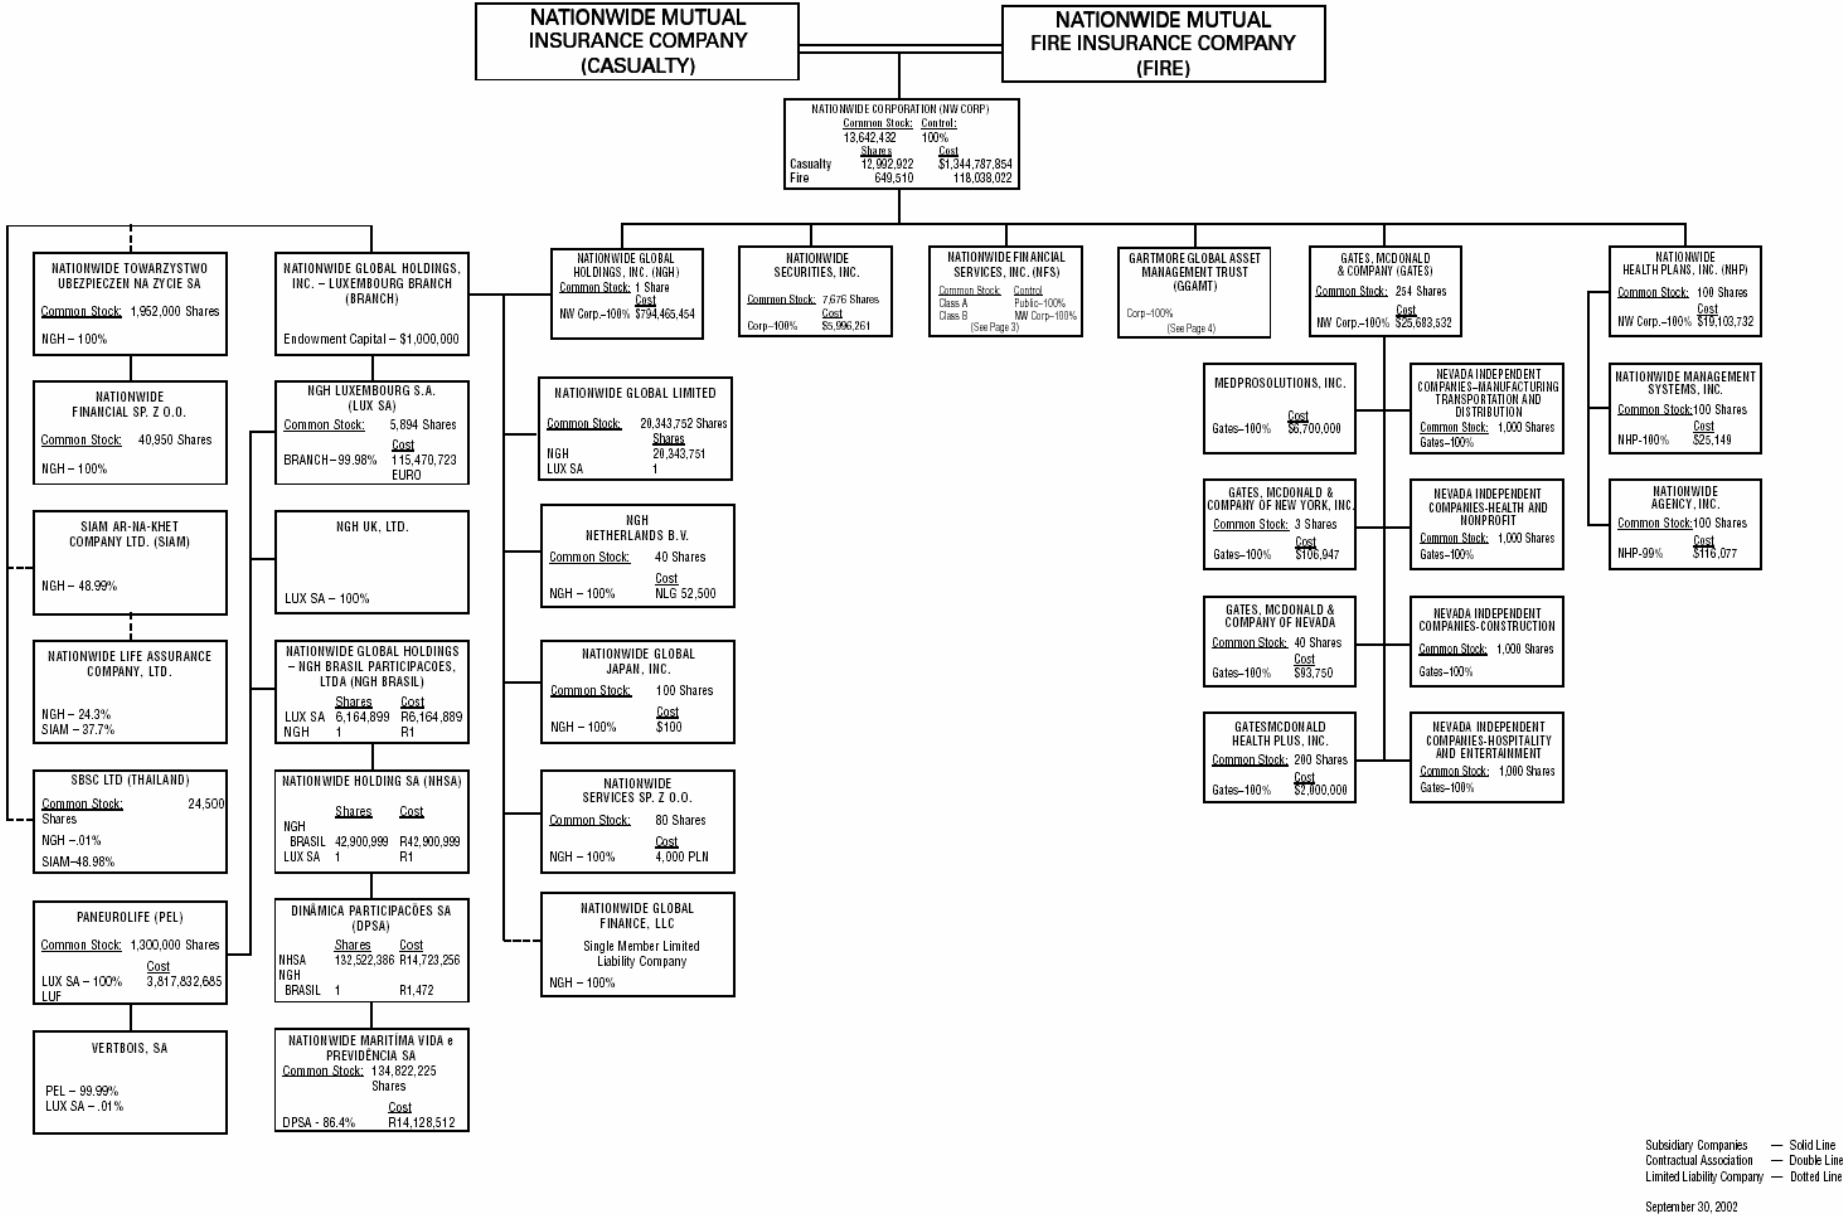 NATIONWIDE MUTUAL
INSURANCE COMPANY
(CASUALTY)
NATIONWIDE MUTUAL
FIRE INSURANCE COMPANY
(FIRE)
NATIONWIDE CORPORATION (NW CORP)
Common Stock: Control:
13,642,432 100%
Shares Cost
Casualty 12,992,922 $1,344,787,854
Fire 649,510 118,038,022
NATIONWIDE TOWARZYSTWO
UBEZPIECZEN NA ZYCIE SA
Common Stock: 1,952,000 Shares
NGH – 100%
NATIONWIDE
FINANCIAL SP. Z O.O.
Common Stock: 40,950 Shares
NGH – 100%
SIAM AR-NA-KHET
COMPANY LTD. (SIAM)
NGH – 48.99%
NATIONWIDE LIFE ASSURANCE
COMPANY, LTD.
NGH – 24.3%
SIAM – 37.7%
SBSC LTD (THAILAND)
Common Stock: 24,500
Shares
NGH –.01%
SIAM–48.98%
PANEUROLIFE (PEL)
Common Stock: 1,300,000 Shares
Cost
LUX SA – 100% 3,817,832,685
LUF
VERTBOIS, SA
PEL – 99.99%
LUX SA – .01%
NATIONWIDE GLOBAL HOLDINGS,
INC. – LUXEMBOURG BRANCH
(BRANCH)
Endowment Capital – $1,000,000
NGH LUXEMBOURG S.A.
(LUX SA)
Common Stock: 5,894 Shares
Cost
BRANCH–99.98% 115,470,723
EURO
NGH UK, LTD.
LUX SA – 100%
NATIONWIDE GLOBAL HOLDINGS
– NGH BRASIL PARTICIPACOES,
LTDA (NGH BRASIL)
Shares Cost
LUX SA 6,164,899 R6,164,889
NGH 1 R1
NATIONWIDE HOLDING SA (NHSA)
Shares Cost
NGH
BRASIL 42,900,999 R42,900,999
LUX SA 1 R1
DINÂMICA PARTICIPACÕES SA
(DPSA)
Shares Cost
NHSA 132,522,386 R14,723,256
NGH
BRASIL 1 R1,472
NATIONWIDE MARITÍMA VIDA e
PREVIDÊNCIA SA
Common Stock: 134,822,225
Shares
Cost
DPSA - 86.4% R14,128,512
NATIONWIDE GLOBAL
HOLDINGS, INC. (NGH)
Common Stock: 1 Share
Cost
NW Corp.–100% $794,465,454
NATIONWIDE GLOBAL LIMITED
Common Stock: 20,343,752 Shares
Shares
NGH 20,343,751
LUX SA 1
NGH
NETHERLANDS B.V.
Common Stock: 40 Shares
Cost
NGH – 100% NLG 52,500
NATIONWIDE GLOBAL
JAPAN, INC.
Common Stock: 100 Shares
Cost
NGH – 100% $100
NATIONWIDE
SERVICES SP. Z O.O.
Common Stock: 80 Shares
Cost
NGH – 100% 4,000 PLN
NATIONWIDE GLOBAL
FINANCE, LLC
Single Member Limited
Liability Company
NGH – 100%
NATIONWIDE
SECURITIES, INC.
Common Stock: 7,676 Shares
Cost
Corp–100% $5,996,261
NATIONWIDE FINANCIAL
SERVICES, INC. (NFS)
Common Stock: Control
Class A Public–100%
Class B NW Corp–100%
(See Page 3)
GARTMORE GLOBAL ASSET
MANAGEMENT TRUST
(GGAMT)
Corp–100%
(See Page 4)
GATES, MCDONALD
& COMPANY (GATES)
Common Stock: 254 Shares
Cost
NW Corp.–100% $25,683,532
MEDPROSOLUTIONS, INC.
Cost
Gates–100% $6,700,000
GATES, MCDONALD &
COMPANY OF NEW YORK, INC.
Common Stock: 3 Shares
Cost
Gates–100% $106,947
GATES, MCDONALD &
COMPANY OF NEVADA
Common Stock: 40 Shares
Cost
Gates–100% $93,750
GATESMCDONALD
HEALTH PLUS, INC.
Common Stock: 200 Shares
Cost
Gates–100% $2,000,000
NEVADA INDEPENDENT
COMPANIES–MANUFACTURING
TRANSPORTATION AND
DISTRIBUTION
Common Stock: 1,000 Shares
Gates–100%
NEVADA INDEPENDENT
COMPANIES-HEALTH AND
NONPROFIT
Common Stock: 1,000 Shares
Gates–100%
NEVADA INDEPENDENT
COMPANIES-CONSTRUCTION
Common Stock: 1,000 Shares
Gates–100%
NEVADA INDEPENDENT
COMPANIES-HOSPITALITY
AND ENTERTAINMENT
Common Stock: 1,000 Shares
Gates–100%
NATIONWIDE
HEALTH PLANS, INC. (NHP)
Common Stock: 100 Shares
Cost
NW Corp.–100% $19,103,732
NATIONWIDE MANAGEMENT
SYSTEMS, INC.
Common Stock:100 Shares
Cost
NHP-100% $25,149
NATIONWIDE
AGENCY, INC.
Common Stock:100 Shares
Cost
NHP-99% $116,077
Subsidiary Companies — Solid Line
Contractual Association — Double Line
Limited Liability Company — Dotted Line
September 30, 2002